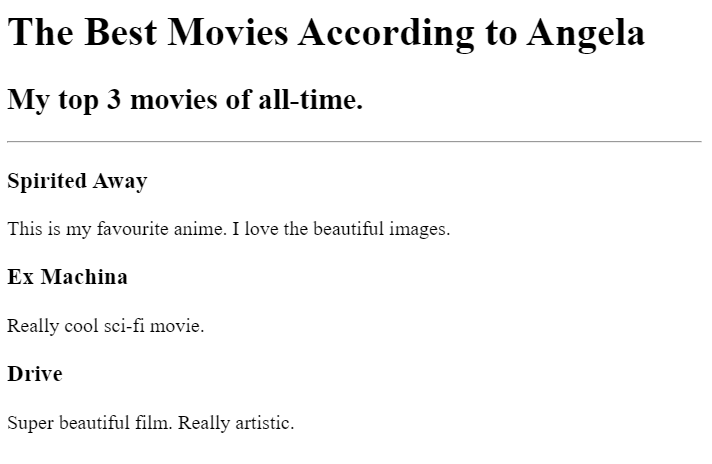 The Best Movies According to Angela
My top 3 movies of all-time.
Spirited Away
This is my favourite anime. I love the beautiful images.
Ex Machina
Really cool sci-fi movie.
Drive
Super beautiful film. Really artistic.